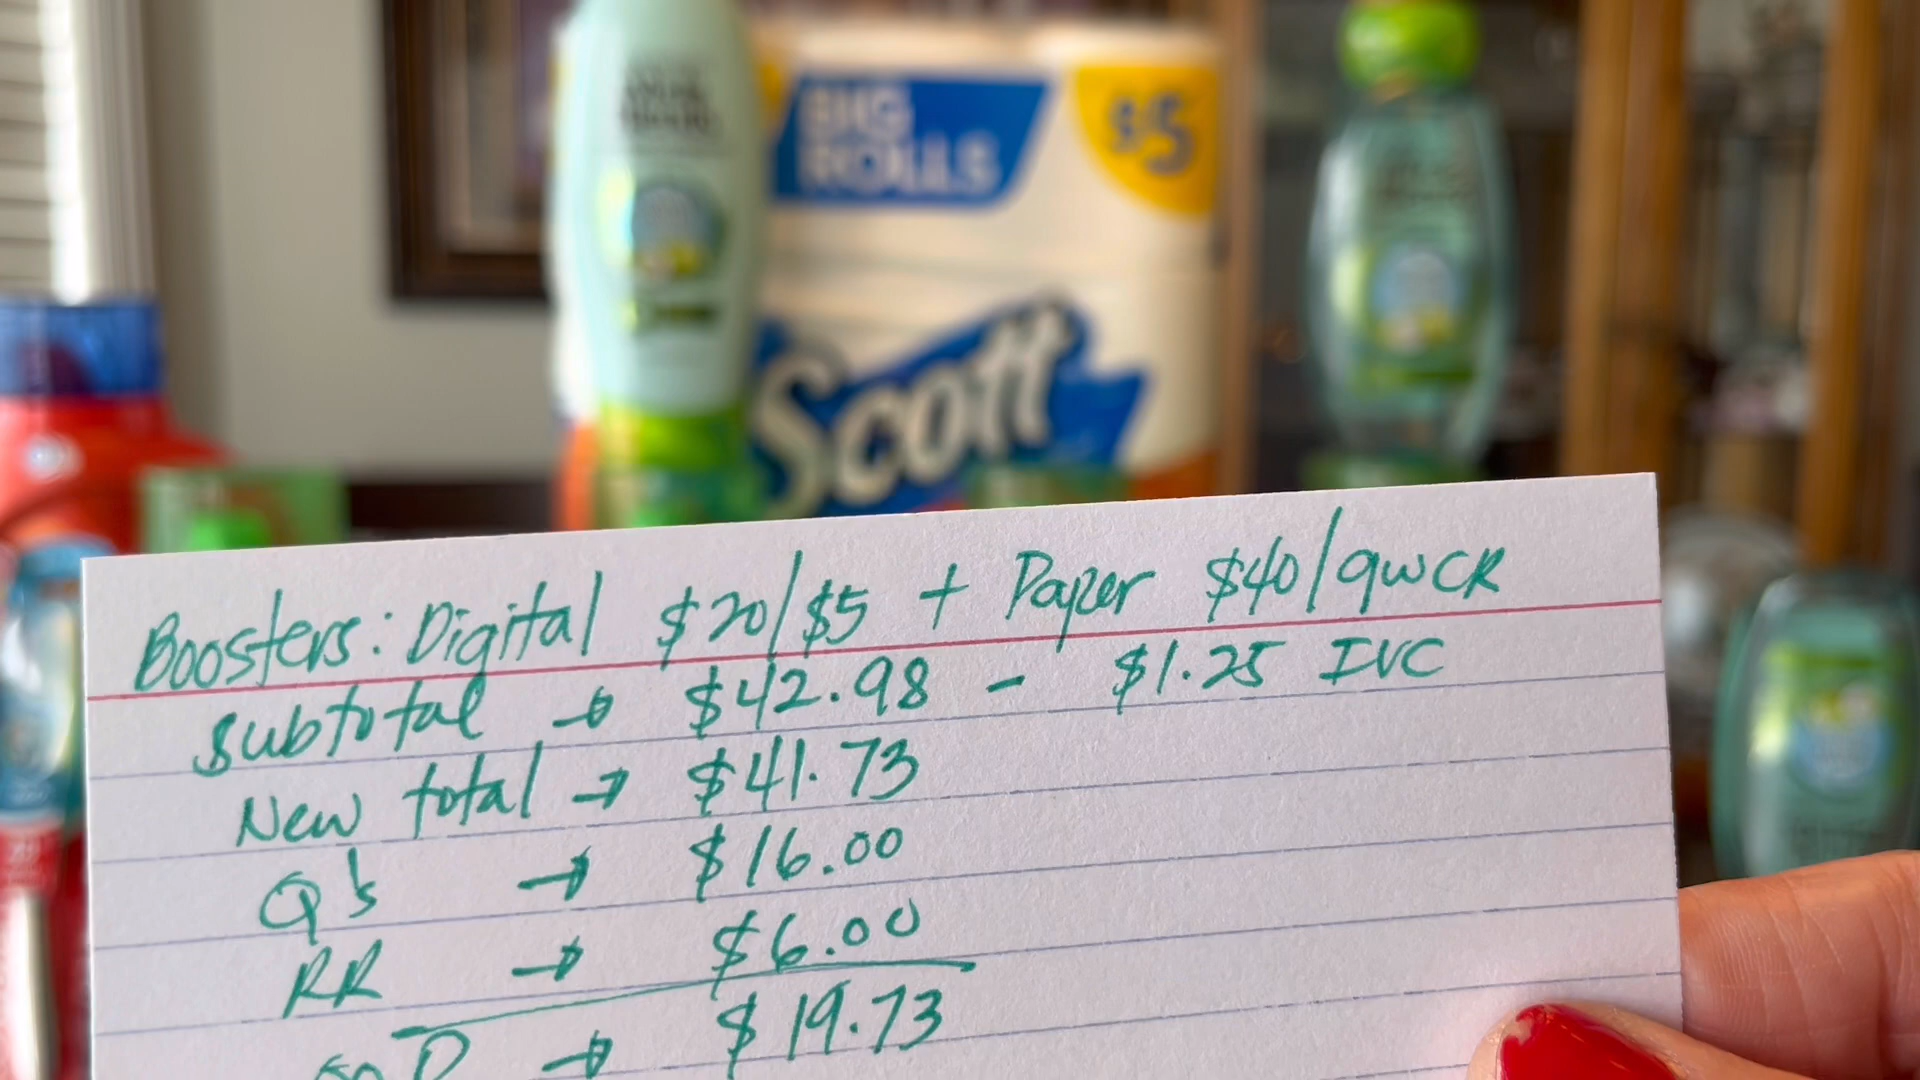 BIG
ROLLS
$5
Scott
Boosters: Digital $20/$5 + Paper $40/9wCR
Subtotal → $42.98 - $1.25 IVC
New total → $41.73
Q's → $16.00
RR → $6.00
→ $19.73